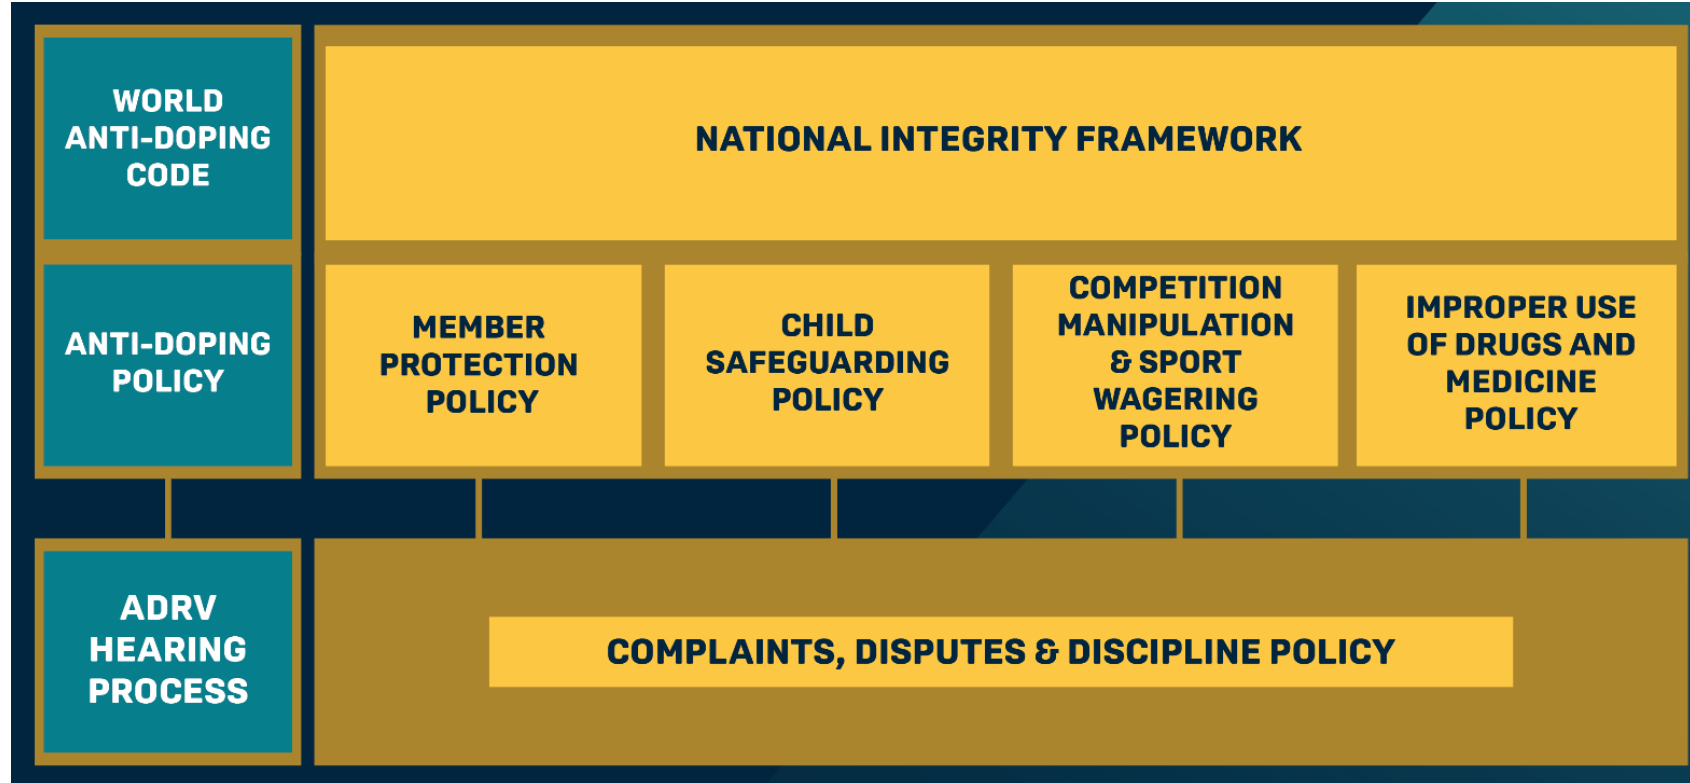 WORLD
ANTI-DOPING
CODE
NATIONAL INTEGRITY FRAMEWORK
ANTI-DOPING
POLICY
MEMBER
PROTECTION
POLICY
CHILD
SAFEGUARDING
POLICY
COMPETITION
MANIPULATION
& SPORT
WAGERING
POLICY
IMPROPER USE
OF DRUGS AND
MEDICINE
POLICY
ADRV
HEARING
PROCESS
COMPLAINTS, DISPUTES & DISCIPLINE POLICY